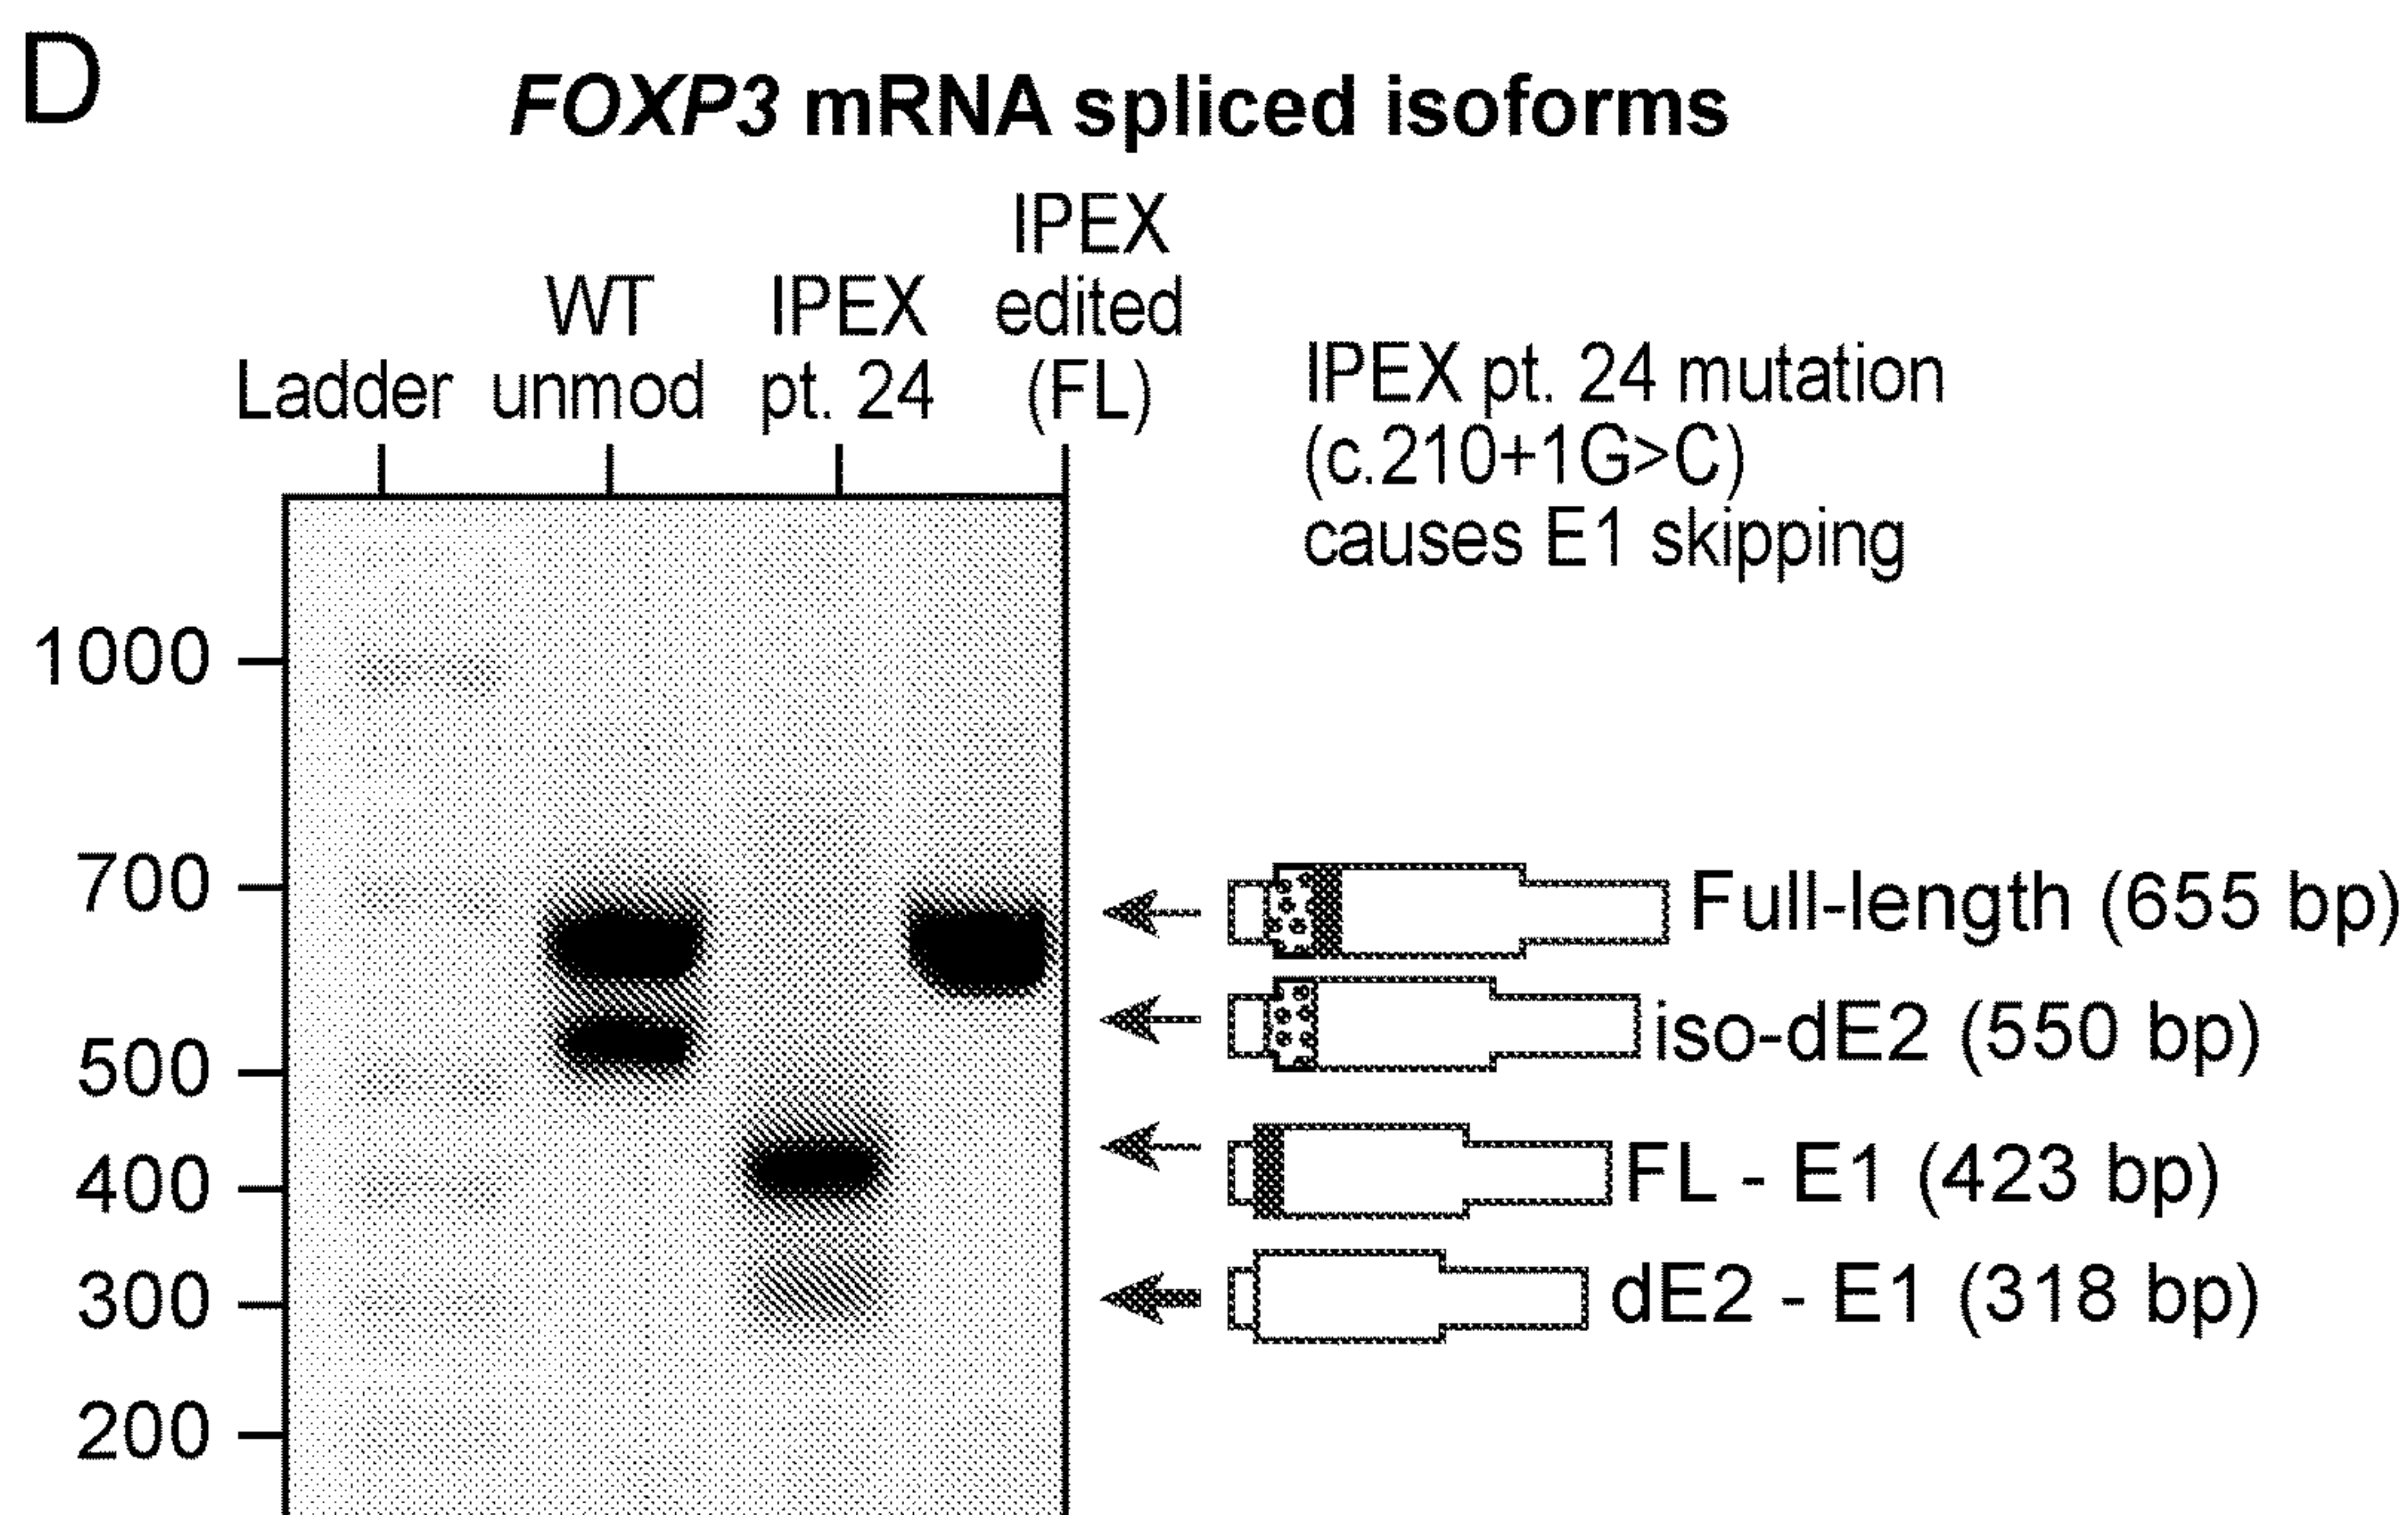 D
FOXP3 mRNA spliced isoforms
Ladder
WT
unmod
IPEX
pt. 24
IPEX
edited
(FL)
IPEX pt. 24 mutation
(c.210+1G>C)
causes E1 skipping
1000
700
500
400
300
200
Full-length (655 bp)
iso-dE2 (550 bp)
FL - E1 (423 bp)
dE2 - E1 (318 bp)